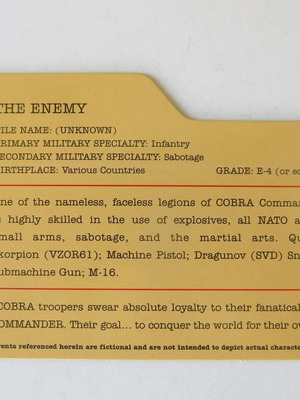 THE ENEMY
FILE NAME: (UNKNOWN)
PRIMARY MILITARY SPECIALTY: Infantry
SECONDARY MILITARY SPECIALTY: Sabotage
BIRTHPLACE: Various Countries GRADE: E-4 (or
One of the nameless, faceless legions of COBRA
is highly skilled in the use of explosives, all NATO
small arms, sabotage, and the martial arts.
Skorpion (VZOR61); Machine Pistol; Dragunov (SVD)
Submachine Gun; M-16.
COBRA troopers swear absolute loyalty to their
COMMANDER. Their goal... to conquer the world for their
events referenced herein are fictional and are not intended to depict actual